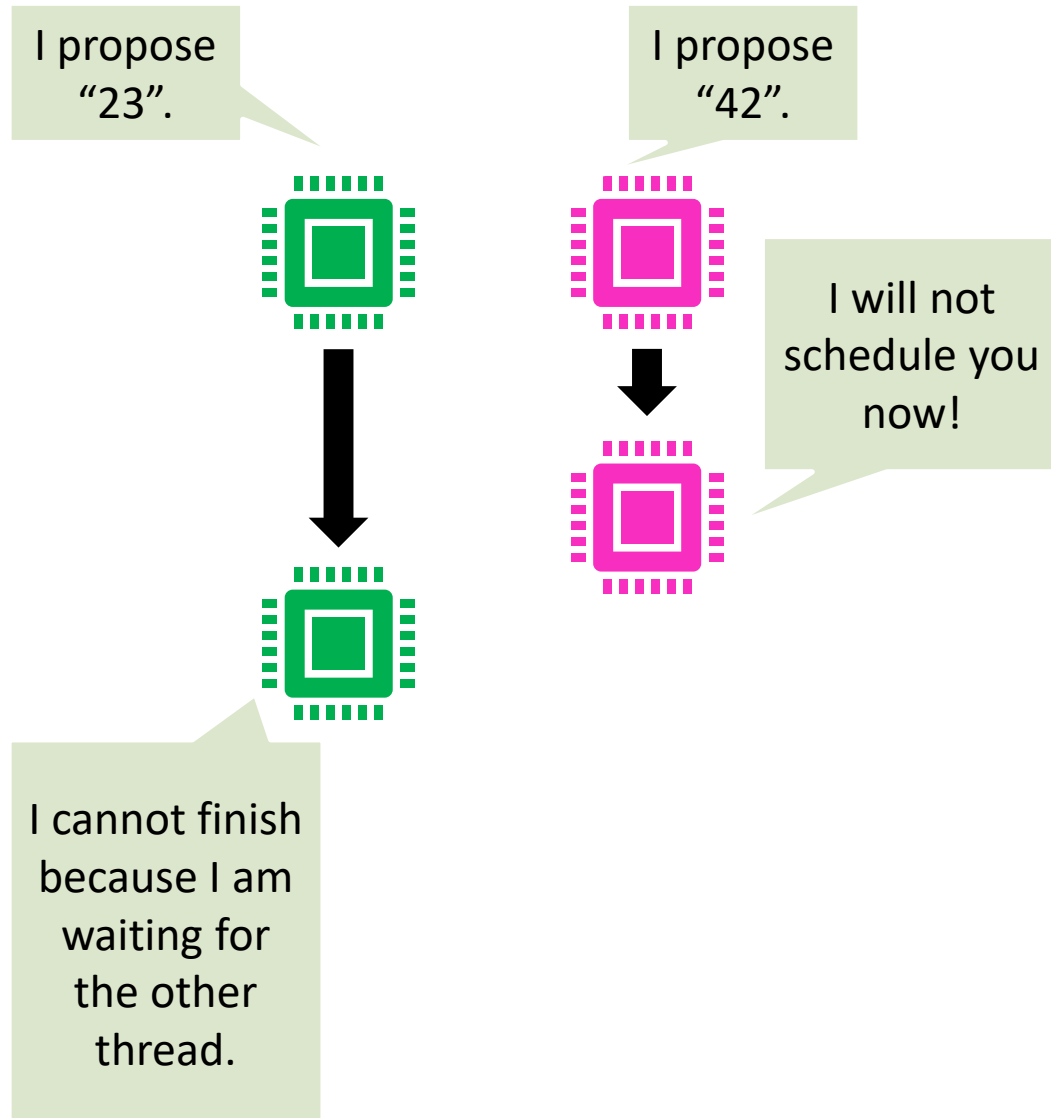 I propose
“23”.
I propose
“42”.
I will not
schedule you
now!
I cannot finish
because I am
waiting for
the other
thread.